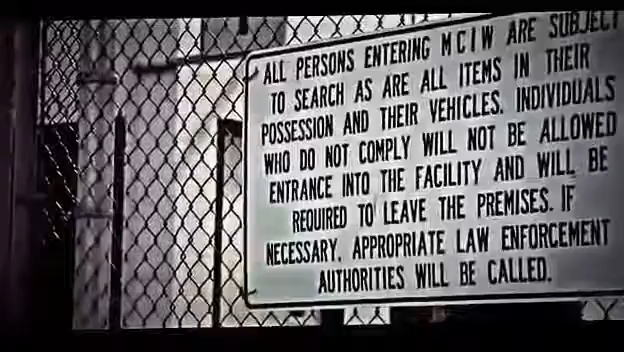 ALL PERSONS ENTERING MCIW ARE SUBJECT
TO SEARCH AS ARE ALL ITEMS IN THEIR
POSSESSION AND THEIR VEHICLES. INDIVIDUALS
WHO DO NOT COMPLY WILL NOT BE ALLOWED
ENTRANCE INTO THE FACILITY AND WILL BE
REQUIRED TO LEAVE THE PREMISES. IF
NECESSARY, APPROPRIATE LAW ENFORCEMENT
AUTHORITIES WILL BE CALLED.